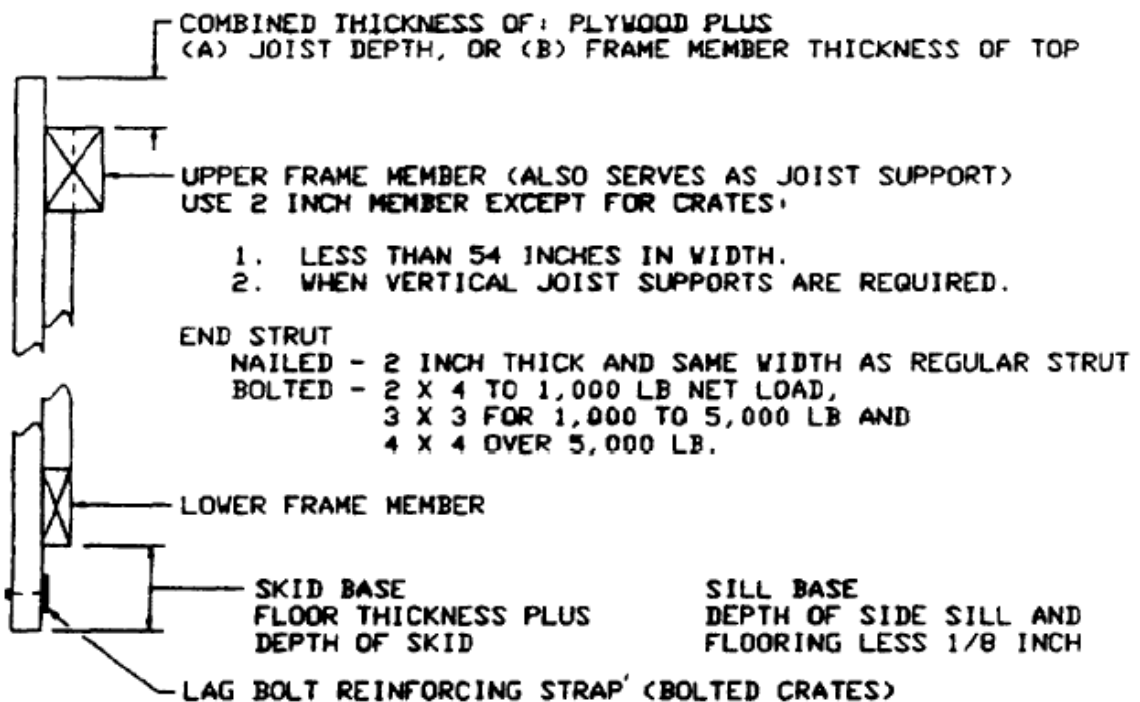 COMBINED THICKNESS OF: PLYWOOD PLUS
(A) JOIST DEPTH, OR (B) FRAME MEMBER THICKNESS OF TOP
UPPER FRAME MEMBER (ALSO SERVES AS JOIST SUPPORT)
USE 2 INCH MEMBER EXCEPT FOR CRATES:
1. LESS THAN 54 INCHES IN WIDTH.
2. WHEN VERTICAL JOIST SUPPORTS ARE REQUIRED.
END STRUT
NAILED - 2 INCH THICK AND SAME WIDTH AS REGULAR STRUT
BOLTED - 2 X 4 TO 1,000 LB NET LOAD,
3 X 3 FOR 1,000 TO 5,000 LB AND
4 X 4 OVER 5,000 LB.
LOWER FRAME MEMBER
SKID BASE
FLOOR THICKNESS PLUS
DEPTH OF SKID
SILL BASE
DEPTH OF SIDE SILL AND
FLOORING LESS 1/8 INCH
LAG BOLT REINFORCING STRAP (BOLTED CRATES)